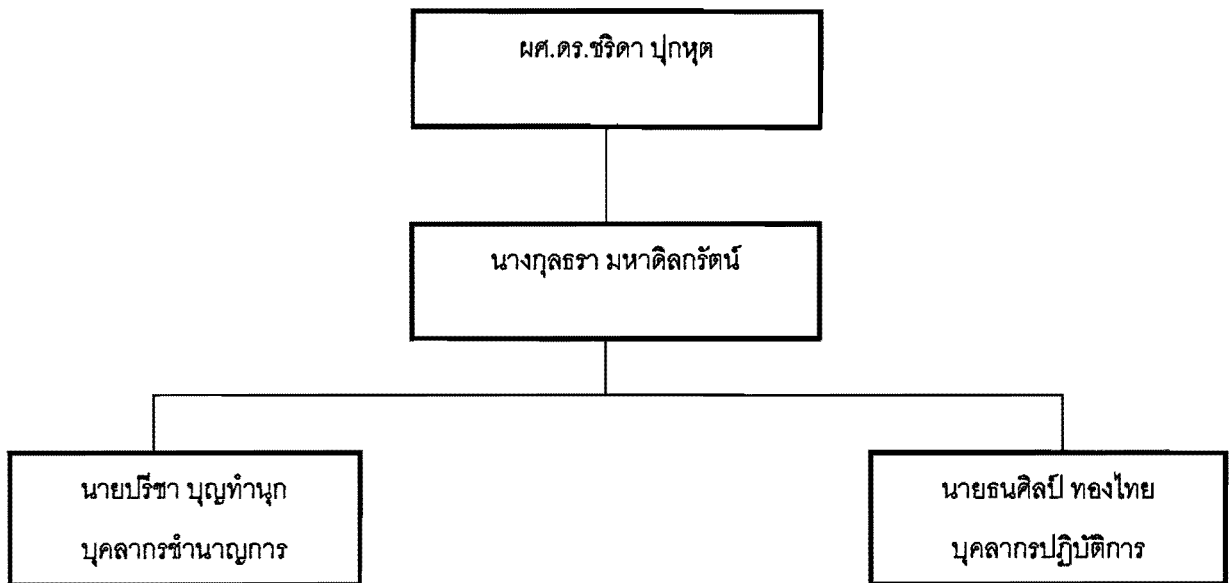 ผศ.ดร.ชริดา ปุกหุต
นางกุลธรา มหาดิลกรัตน์
นายปรีชา บุญทำนุก
บุคลากรชำนาญการ
นายธนศิลป์ ทองไทย
บุคลากรปฏิบัติการ